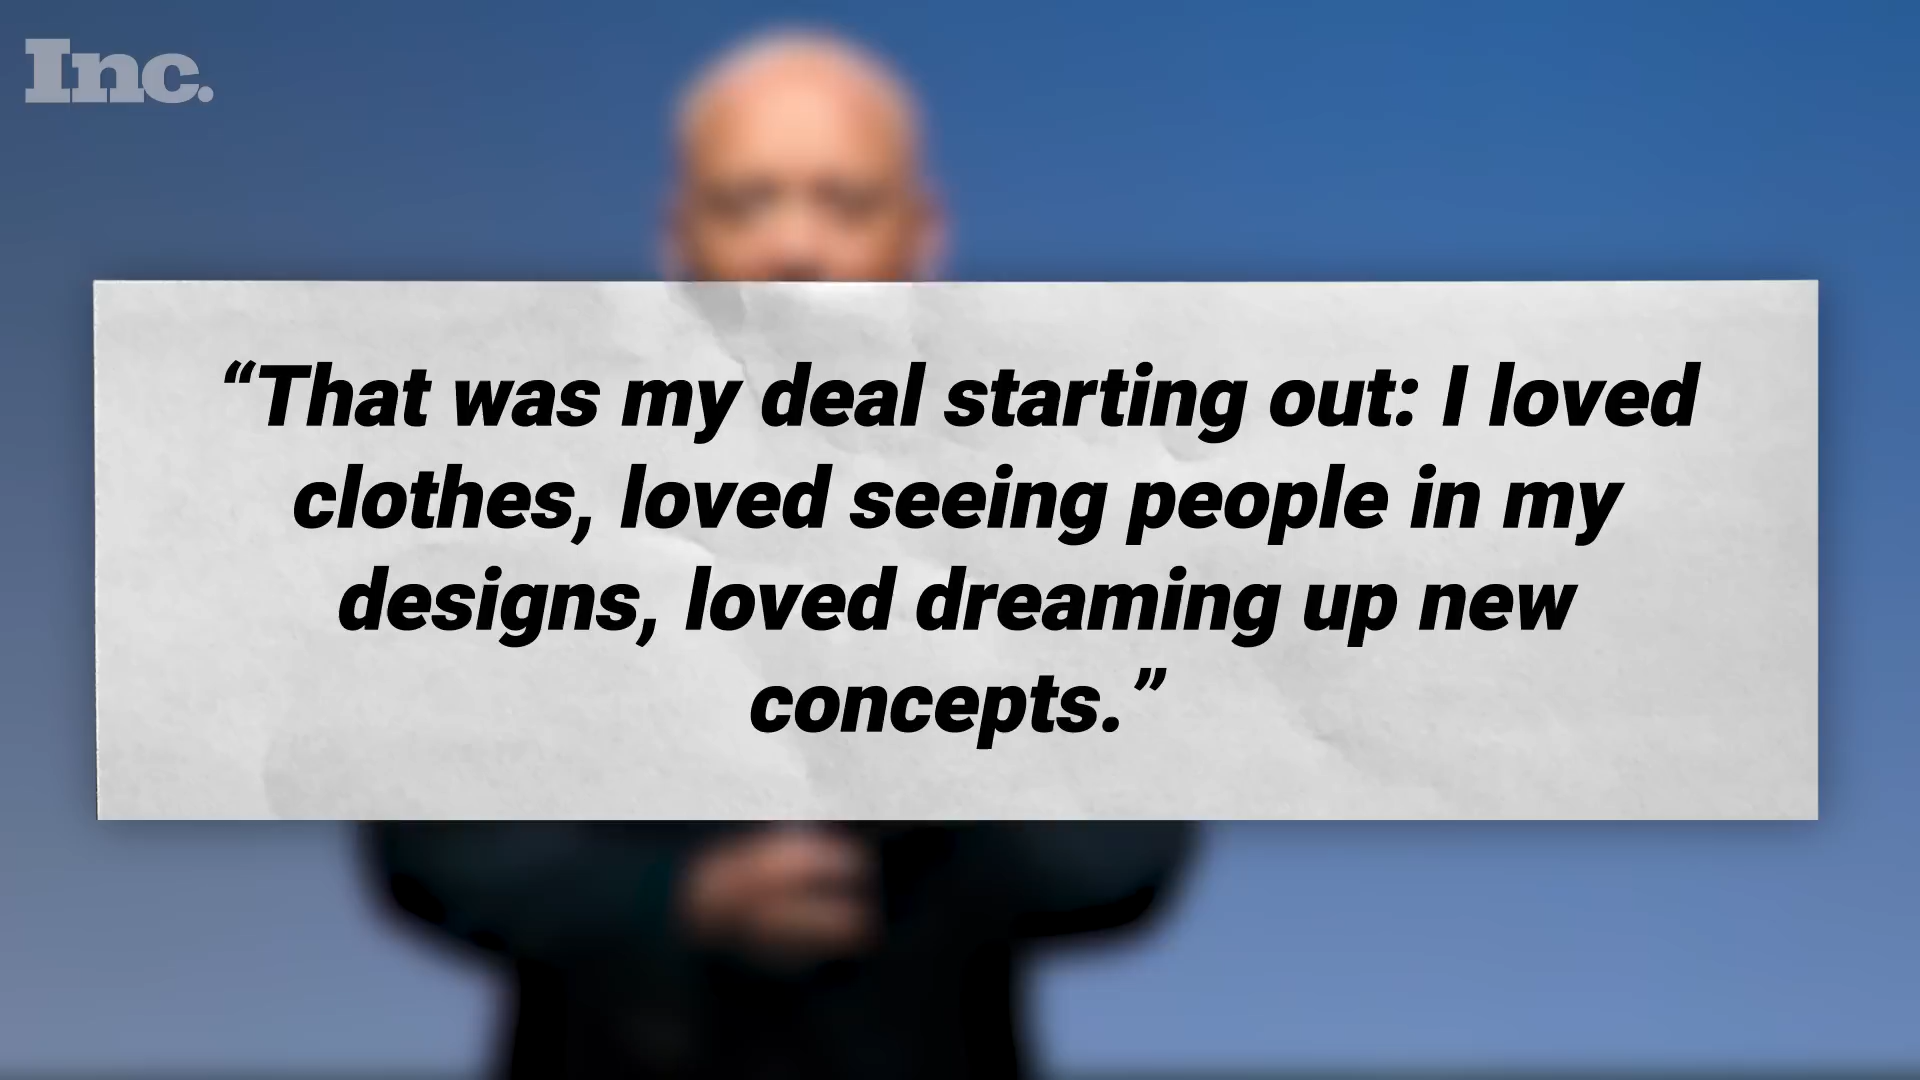 Inc.
“That was my deal starting out: I loved
clothes, loved seeing people in my
designs, loved dreaming up new
concepts.”